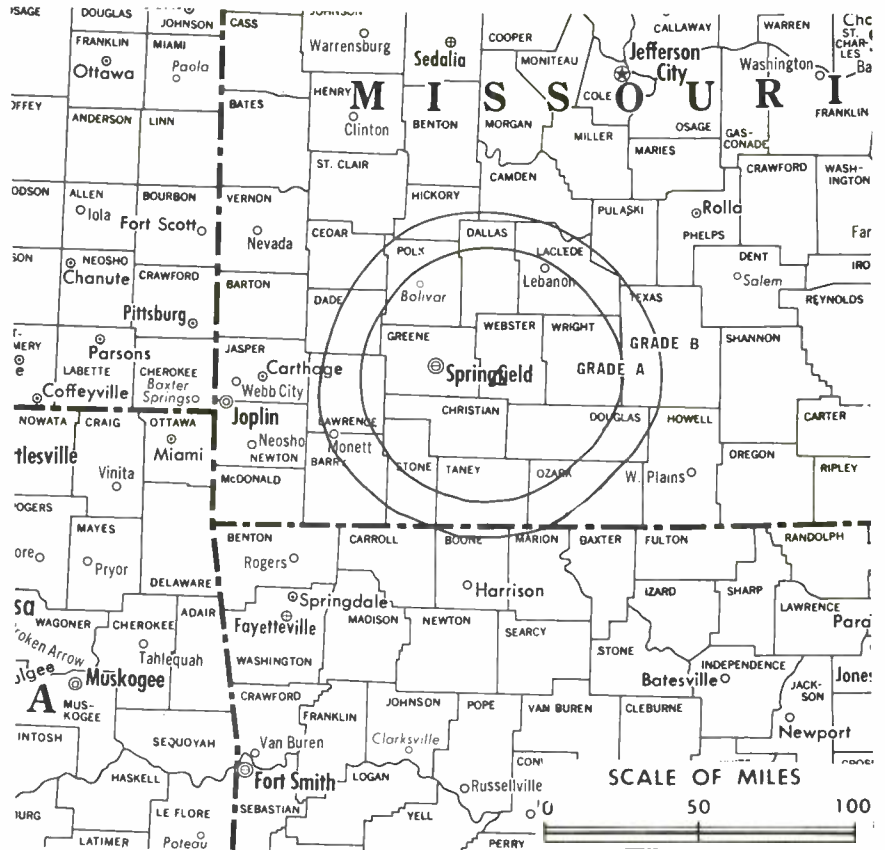 DOUGLAS
JOHNSON
CASS
JOHNSON
COOPER
CALLAWAY
WARREN
FRANKLIN
MIAMI
Warrensburg
Sedalia
MONITEAU
Jefferson
City
Washington
ST.
CHAR-
LES
Ottawa
Paola
BATES
HENRY
MISSOURI
COLE
FRANKLIN
ANDERSON
LINN
Clinton
BENTON
MORGAN
MILLER
OSAGE
GAS-
CONADE
MARIES
ST. CLAIR
CAMDEN
CRAWFORD
WASH-
INGTON
ALLEN
BOURBON
VERNON
HICKORY
PULASKI
Iola
Fort Scott
Nevada
CEDAR
DALLAS
LACLEDE
Rolla
PHELPS
NEOSHO
Chanute
CRAWFORD
BARTON
POLK
Bolivar
Lebanon
DENT
Salem
TEXAS
REYNOLDS
Pittsburg
DADE
GREENE
WEBSTER
WRIGHT
SHANNON
Parsons
LABETTE
CHEROKEE
JASPER
Carthage
Webb City
Springfield
GRADE A
GRADE B
Baxter
Springs
Coffeyville
Joplin
LAWRENCE
CHRISTIAN
DOUGLAS
HOWELL
CARTER
NOWATA
CRAIG
OTTAWA
Miami
Neosho
NEWTON
Monett
BARRY
STONE
TANEY
OZARK
W. Plains
OREGON
RIPLEY
Vinita
McDONALD
MAYES
BENTON
CARROLL
BOONE
MARION
BAXTER
FULTON
RANDOLPH
Pryor
DELAWARE
Rogers
Harrison
IZARD
SHARP
Springdale
Fayetteville
MADISON
NEWTON
SEARCY
LAWRENCE
WAGONER
CHEROKEE
ADAIR
Tahlequah
WASHINGTON
STONE
INDEPENDENCE
Batesville
JACK-
SON
Muskogee
MUS-
KOGEE
CRAWFORD
FRANKLIN
JOHNSON
POPE
VAN BUREN
CLEBURNE
Newport
SEQUOYAH
Van Buren
Clarksville
HASKELL
Fort Smith
LOGAN
Russellville
SCALE OF MILES
0 50 100
LE FLORE
SEBASTIAN
YELL
LATIMER
Poteau
PERRY